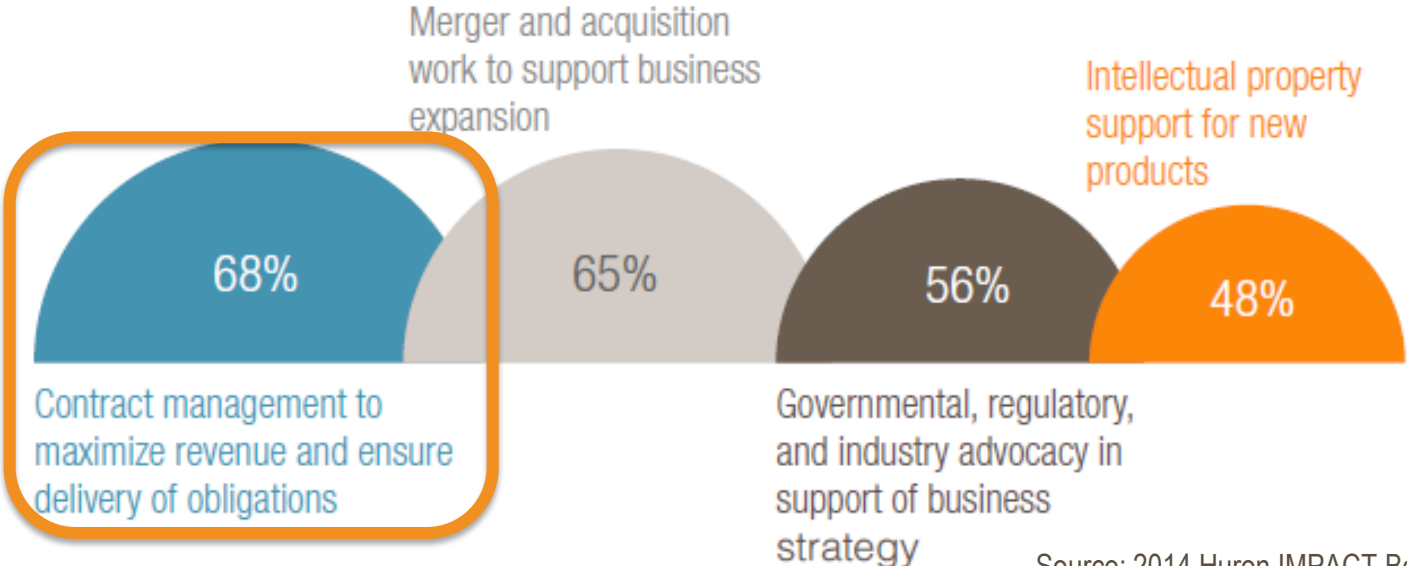 Merger and acquisition
work to support business
expansion
Intellectual property
support for new
products
68%
65%
56%
48%
Contract management to
maximize revenue and ensure
delivery of obligations
Governmental, regulatory,
and industry advocacy in
support of business
strategy
Source: 2014 Huron IMPACT